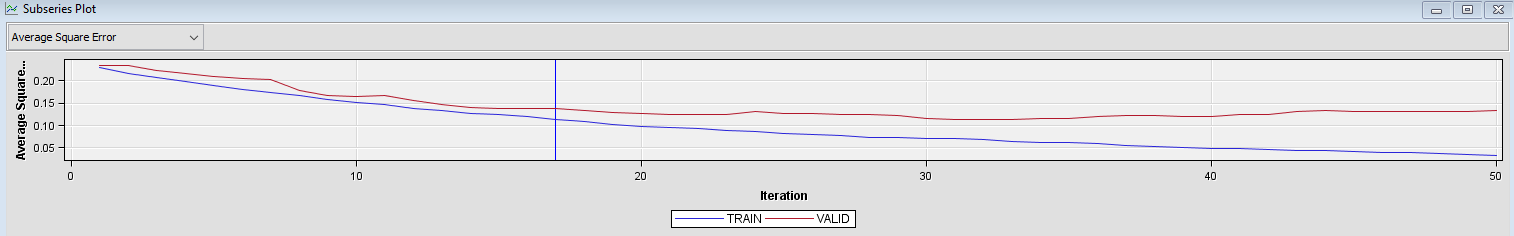 Subseries Plot
Average Square Error
Average Square...
0.20
0.15
0.10
0.05
0 10 20 30 40 50
Iteration
TRAIN VALID